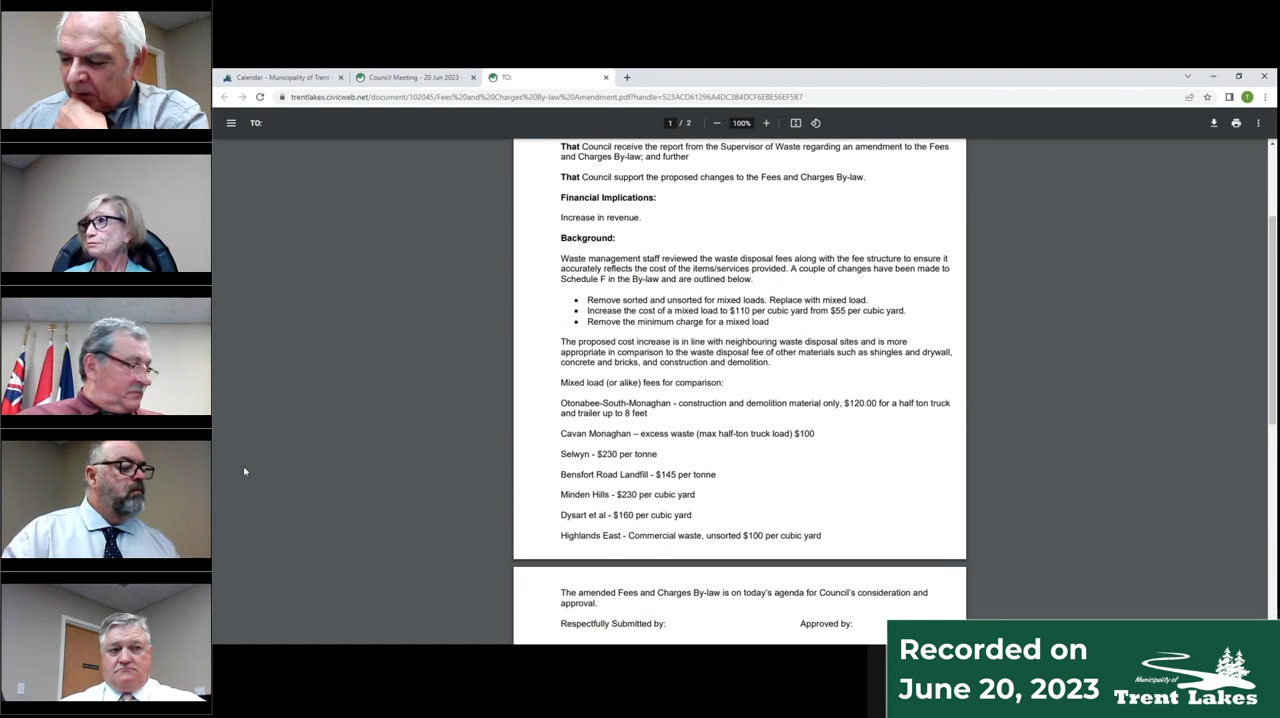 Calendar - Municipality of Trent
Council Meeting - 20 Jun 2023 -
TO:
trentlakes.civicweb.net/document/102045/Fees%20and%20Charges%20By-law%20Amendment.pdf?handle=523ACD61296A4DC3B4DCF6EBE56EF5B7
T
TO:
1 / 2
100%
That Council receive the report from the Supervisor of Waste regarding an amendment to the Fees
and Charges By-law; and further
That Council support the proposed changes to the Fees and Charges By-law.
Financial Implications:
Increase in revenue.
Background:
Waste management staff reviewed the waste disposal fees along with the fee structure to ensure it
accurately reflects the cost of the items/services provided. A couple of changes have been made to
Schedule F in the By-law and are outlined below.
• Remove sorted and unsorted for mixed loads. Replace with mixed load.
• Increase the cost of a mixed load to $110 per cubic yard from $55 per cubic yard.
• Remove the minimum charge for a mixed load
The proposed cost increase is in line with neighbouring waste disposal sites and is more
appropriate in comparison to the waste disposal fee of other materials such as shingles and drywall,
concrete and bricks, and construction and demolition.
Mixed load (or alike) fees for comparison:
Otonabee-South-Monaghan - construction and demolition material only, $120.00 for a half ton truck
and trailer up to 8 feet
Cavan Monaghan – excess waste (max half-ton truck load) $100
Selwyn - $230 per tonne
Bensfort Road Landfill - $145 per tonne
Minden Hills - $230 per cubic yard
Dysart et al - $160 per cubic yard
Highlands East - Commercial waste, unsorted $100 per cubic yard
The amended Fees and Charges By-law is on today's agenda for Council's consideration and
approval.
Respectfully Submitted by: Approved by:
Recorded on
June 20, 2023
Municipality of
Trent Lakes